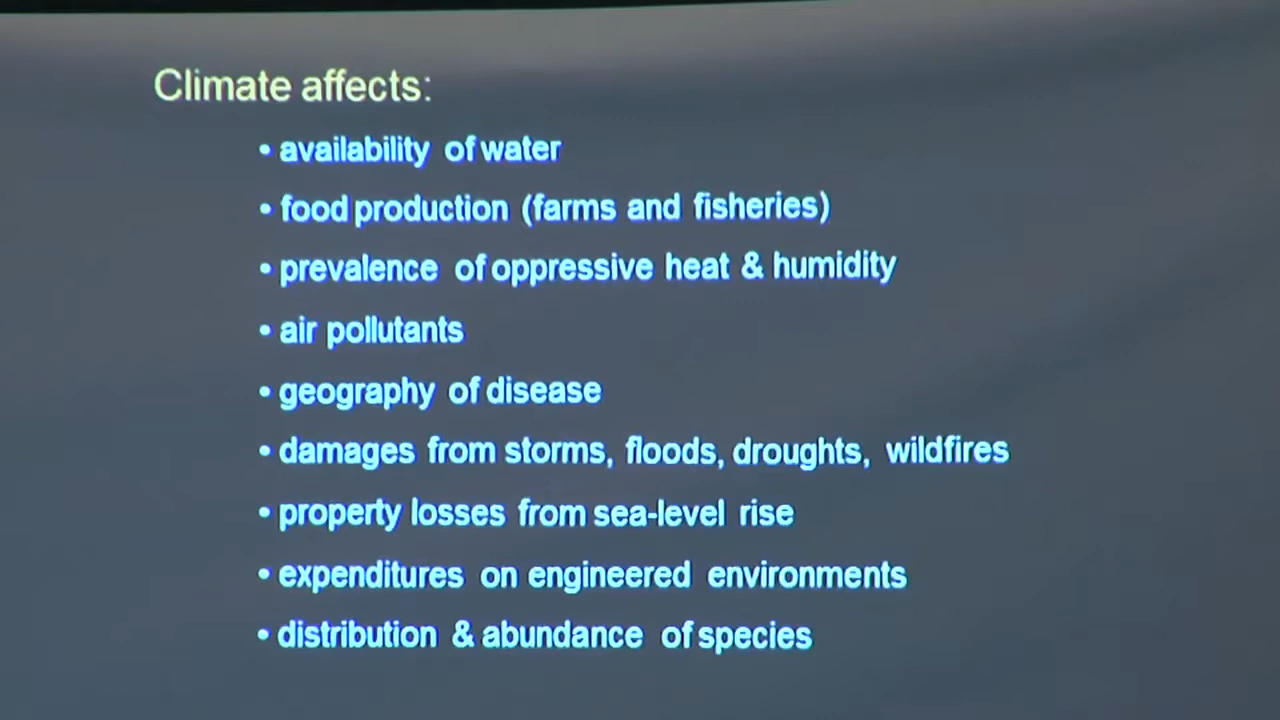 Climate affects:
• availability of water
• food production (farms and fisheries)
• prevalence of oppressive heat & humidity
• air pollutants
• geography of disease
• damages from storms, floods, droughts, wildfires
• property losses from sea-level rise
• expenditures on engineered environments
• distribution & abundance of species